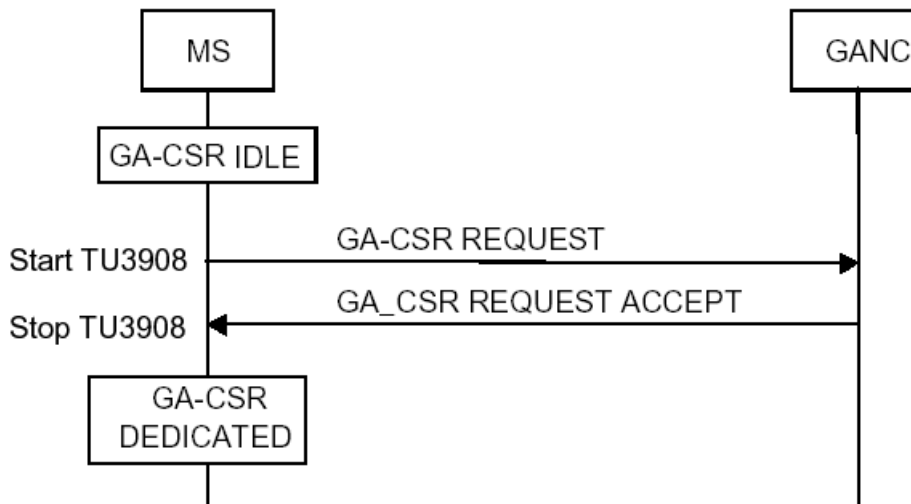 MS
GANC
GA-CSR IDLE
GA-CSR REQUEST
Start TU3908
GA_CSR REQUEST ACCEPT
Stop TU3908
GA-CSR
DEDICATED